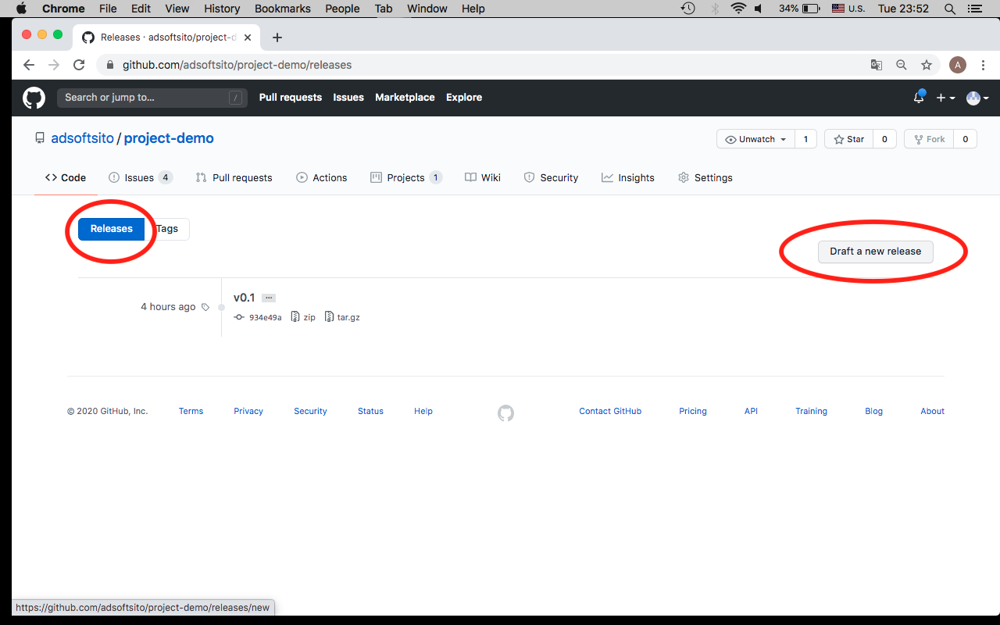 Chrome File Edit View History Bookmarks People Tab Window Help 34% U.S. Tue 23:52
Releases · adsoftsito/project-d
github.com/adsoftsito/project-demo/releases A
Search or jump to... / Pull requests Issues Marketplace Explore
adsoftsito / project-demo Unwatch 1 Star 0 Fork 0
Code Issues 4 Pull requests Actions Projects 1 Wiki Security Insights Settings
Releases Tags
Draft a new release
v0.1 ...
4 hours ago
934e49a zip tar.gz
© 2020 GitHub, Inc. Terms Privacy Security Status Help Contact GitHub Pricing API Training Blog About
https://github.com/adsoftsito/project-demo/releases/new